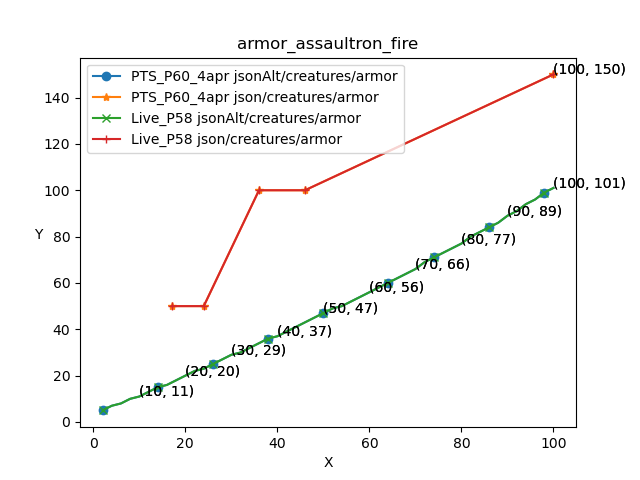 armor_assaultron_fire
PTS_P60_4apr jsonAlt/creatures/armor
PTS_P60_4apr json/creatures/armor
Live_P58 jsonAlt/creatures/armor
Live_P58 json/creatures/armor
(100, 150)
(100, 101)
(90, 89)
(80, 77)
(70, 66)
(60, 56)
(50, 47)
(40, 37)
(30, 29)
(20, 20)
(10, 11)
Y
140
120
100
80
60
40
20
0
0 20 40 60 80 100
X